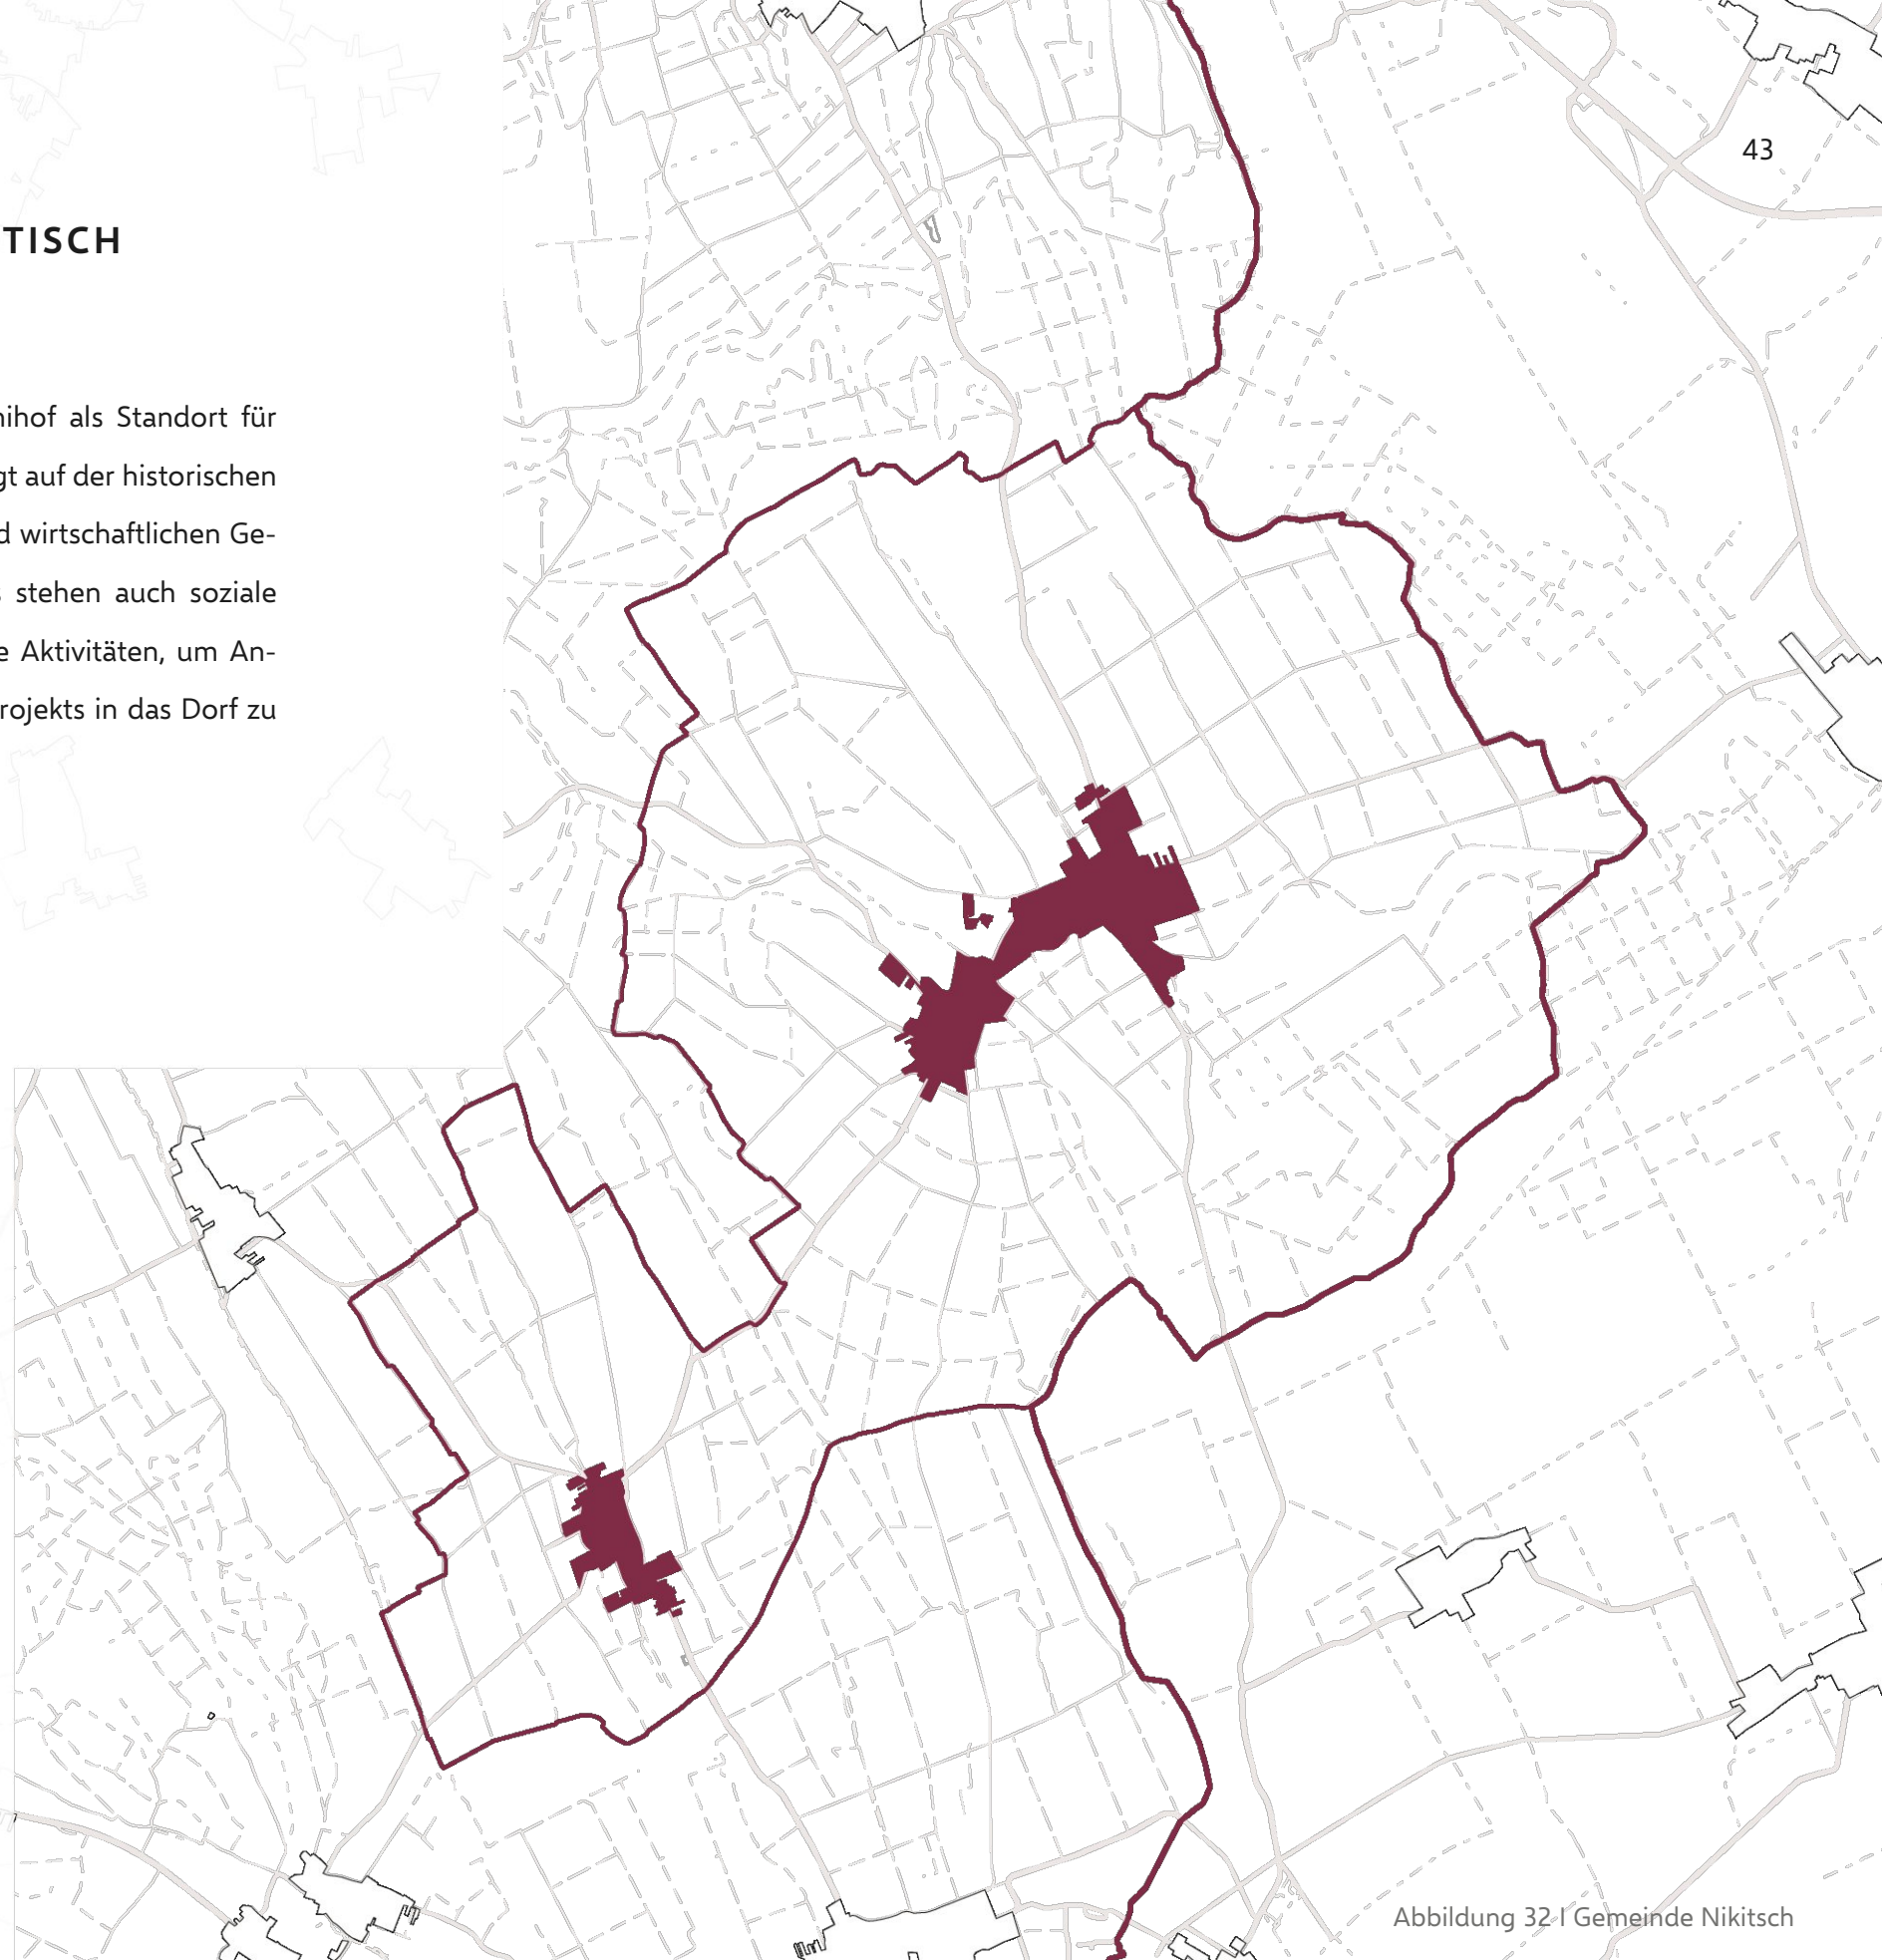 43
TISCH
hihof als Standort für
gt auf der historischen
d wirtschaftlichen Ge-
s stehen auch soziale
e Aktivitäten, um An-
rojekts in das Dorf zu
Abbildung 32 I Gemeinde Nikitsch